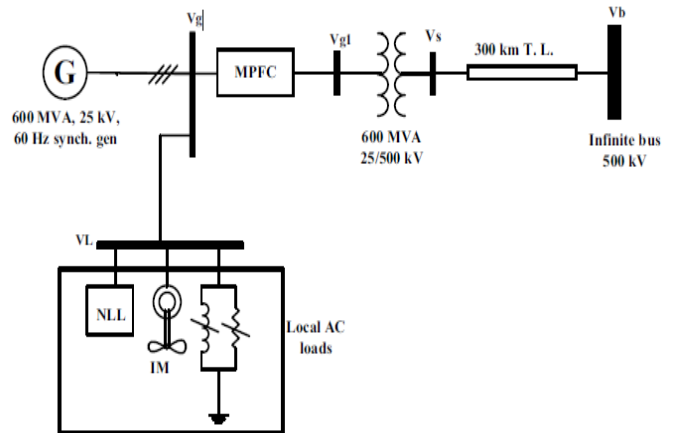 Vg
Vgl
Vs
Vb
G
MPFC
300 km T. L.
600 MVA, 25 kV,
60 Hz synch. gen
600 MVA
25/500 kV
Infinite bus
500 kV
VL
NLL
IM
Local AC
loads